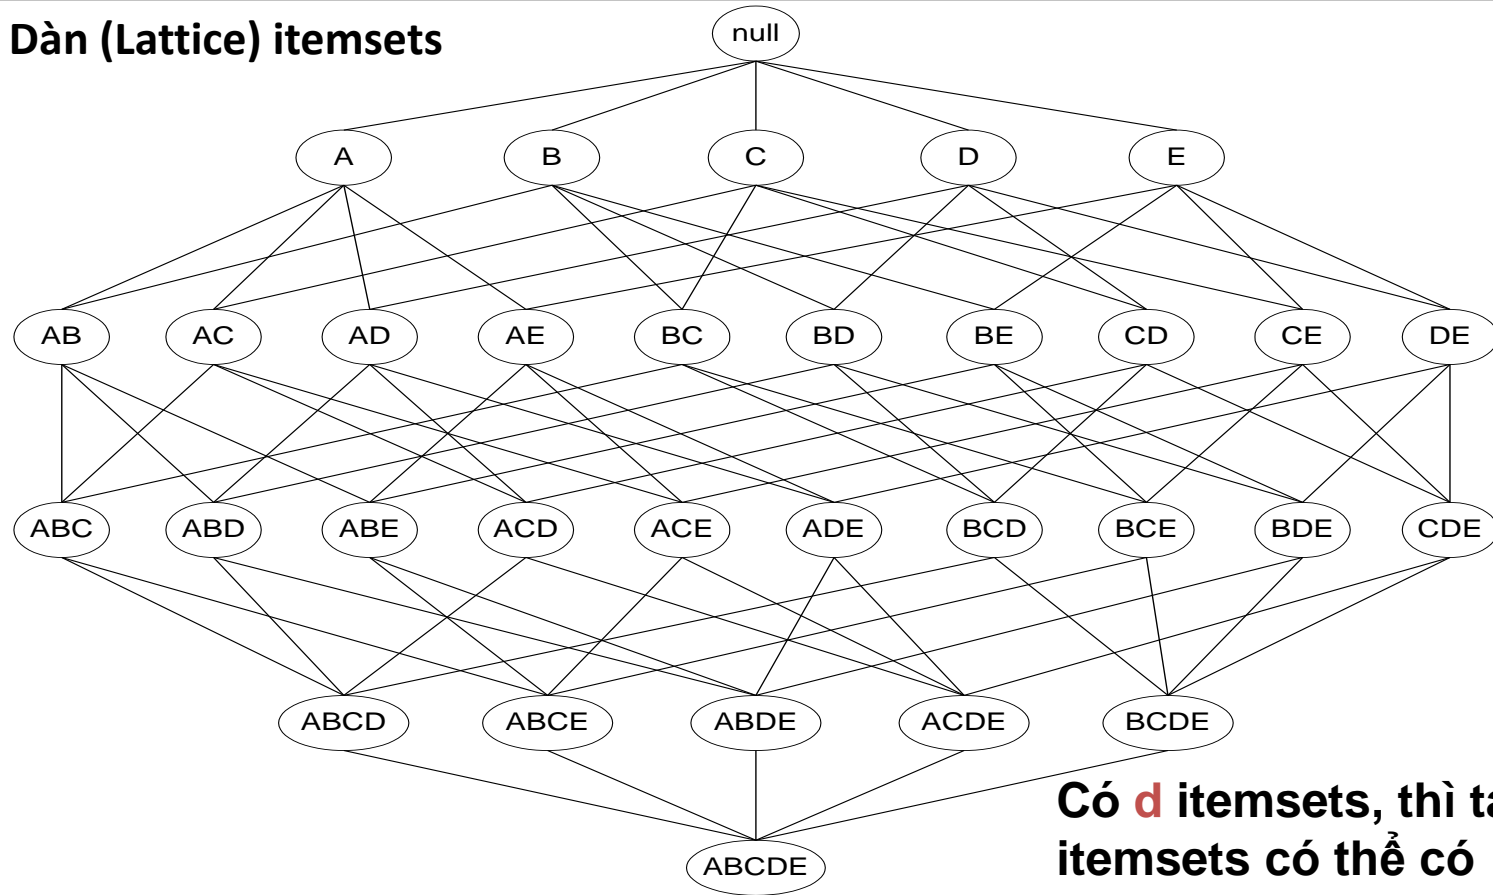 Dàn (Lattice) itemsets
null
A B C D E
AB AC AD AE BC BD BE CD CE DE
ABC ABD ABE ACD ACE ADE BCD BCE BDE CDE
ABCD ABCE ABDE ACDE BCDE
Có d itemsets, thì ta
itemsets có thể có
ABCDE